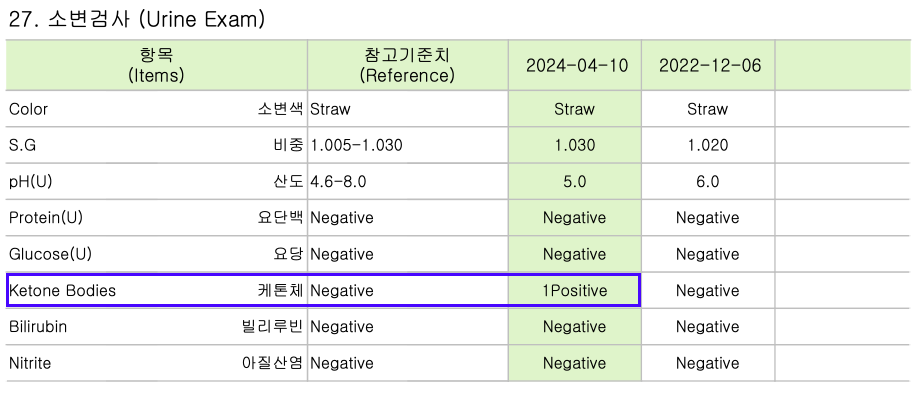 27. 소변검사 (Urine Exam)
항목 (Items) 참고기준치 (Reference) 2024-04-10 2022-12-06
Color 소변색 Straw Straw Straw
S.G 비중 1.005-1.030 1.030 1.020
pH(U) 산도 4.6-8.0 5.0 6.0
Protein(U) 요단백 Negative Negative Negative
Glucose(U) 요당 Negative Negative Negative
Ketone Bodies 케톤체 Negative 1Positive Negative
Bilirubin 빌리루빈 Negative Negative Negative
Nitrite 아질산염 Negative Negative Negative